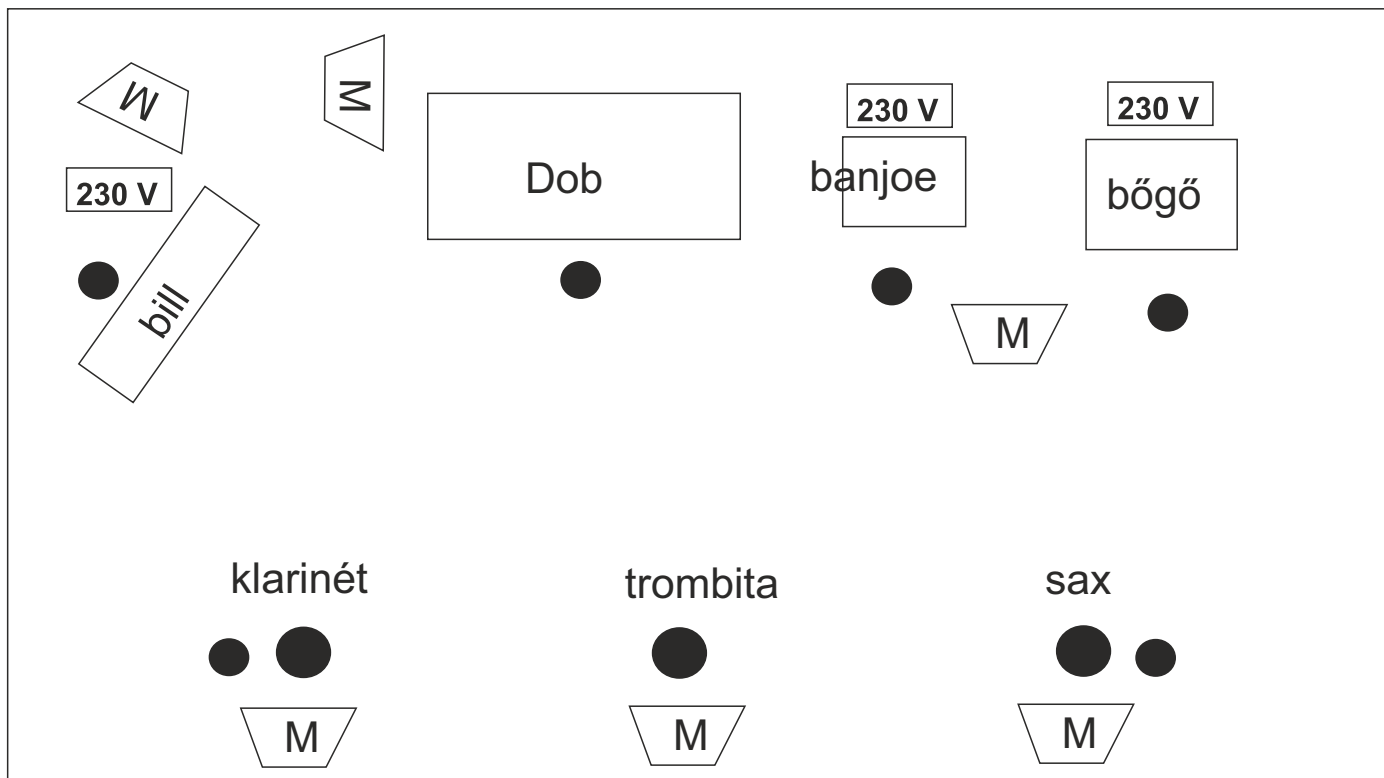 M
M
230 V
230 V
230 V
Dob
banjoe
bőgő
bill
M
klarinét
trombita
sax
M
M
M